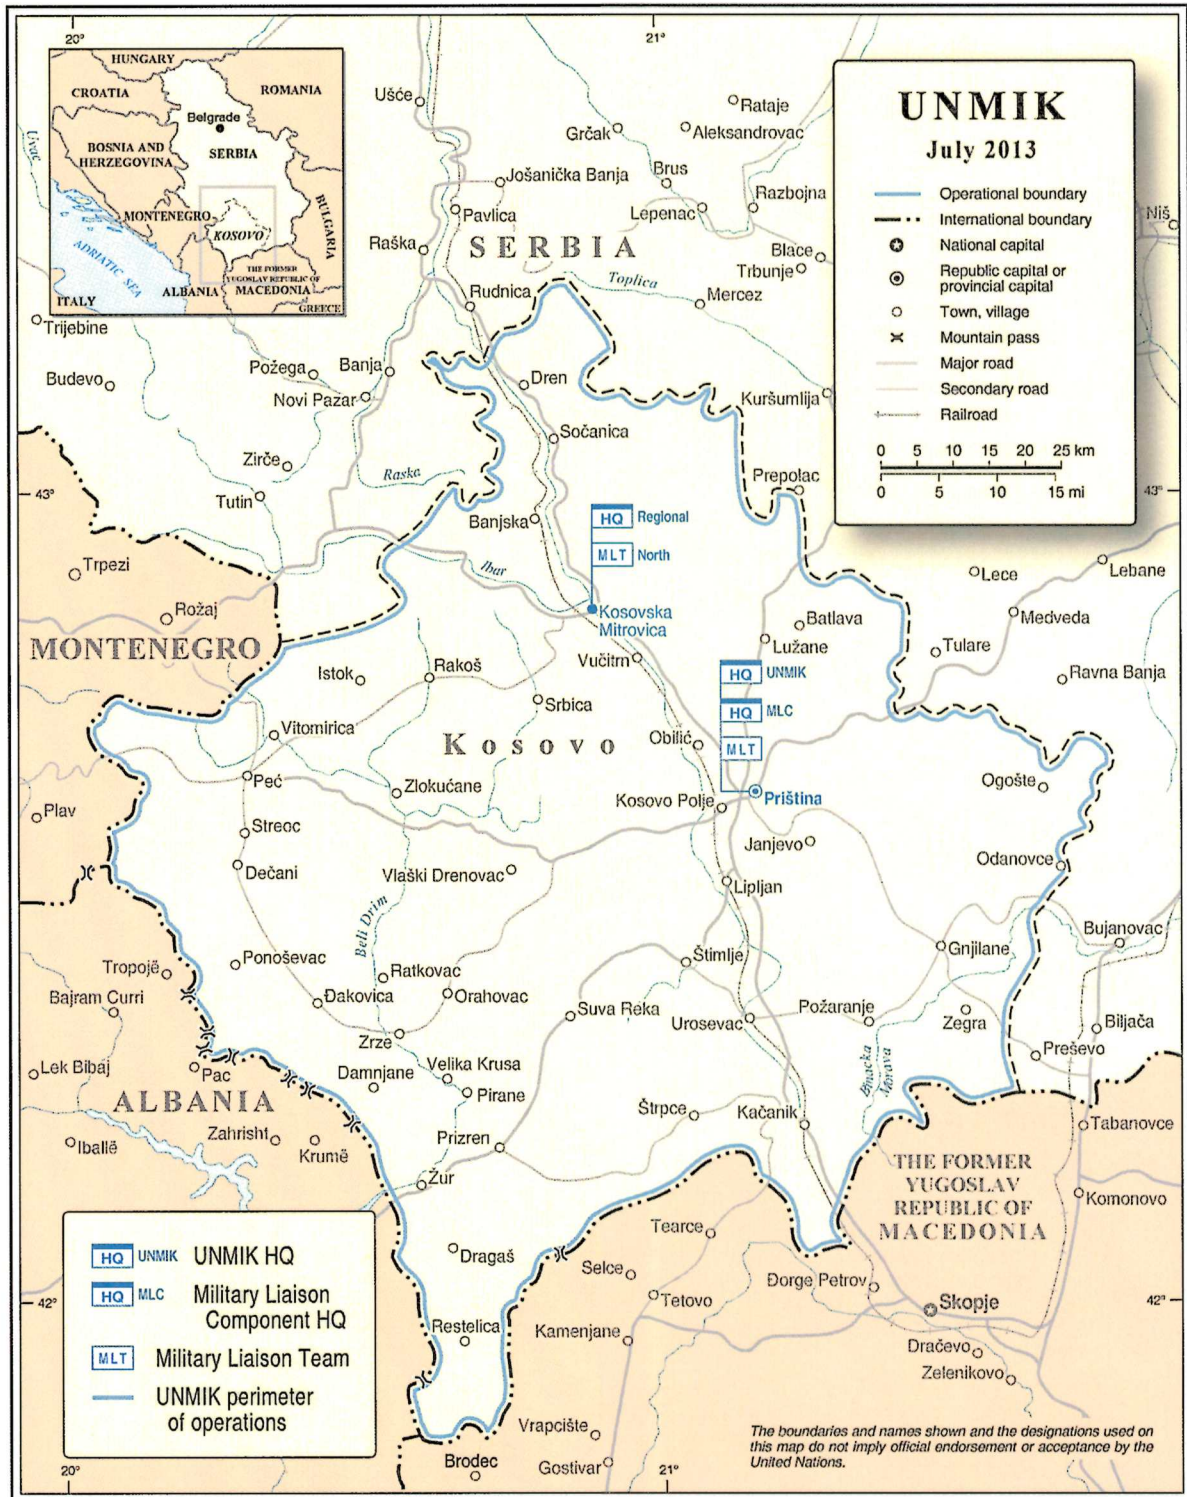 20°
21°
HUNGARY
CROATIA
ROMANIA
Belgrade
BOSNIA AND
HERZEGOVINA
SERBIA
MONTENEGRO
KOSOVO
BULGARIA
ADRIATIC SEA
THE FORMER
YUGOSLAV REPUBLIC OF
MACEDONIA
ALBANIA
ITALY
GREECE
UNMIK
July 2013
Operational boundary
International boundary
National capital
Republic capital or
provincial capital
Town, village
Mountain pass
Major road
Secondary road
Railroad
0 5 10 15 20 25 km
0 5 10 15 mi
Uvac
Ušće
Rataje
Grčak
Aleksandrovac
Jošanička Banja
Brus
Razbojna
Pavlica
Lepenac
Niš
Raška
SERBIA
Blace
Trbunje
Toplica
Mercez
Rudnica
Trijebine
Požega
Banja
Budevo
Novi Pazar
Dren
Kuršumlija
Sočanica
Zirče
Raska
Tutin
Prepolac
43°
43°
Banjska
HQ Regional
MLT North
Trpezi
Ibar
Lece
Lebane
Rožaj
Kosovska
Mitrovica
Batlava
Medveđa
MONTENEGRO
Lužane
Tulare
Istok
Rakoš
Vučitrn
HQ UNMIK
Ravna Banja
Srbica
HQ MLC
Vitomirica
Kosovo
Obilić
MLT
Peć
Zlokućane
Ogošte
Plav
Kosovo Polje
Priština
Streoc
Janjevo
Dečani
Vlaški Drenovac
Odanovce
Lipljan
Beli Drim
Bujanovac
Gnjilane
Štimlje
Ponoševac
Tropojë
Ratkovac
Bajram Curri
Đakovica
Orahovac
Suva Reka
Urosevac
Požaranje
Zegra
Biljača
Zrze
Preševo
Lek Bibaj
Pac
Damnjane
Velika Krusa
Pirane
Binacka
Morava
ALBANIA
Štrpce
Kačanik
Tabanovce
Iballë
Zahrisht
Krumë
Prizren
THE FORMER
YUGOSLAV
REPUBLIC OF
MACEDONIA
Žur
Komonovo
Tearce
Dragaš
Selce
Đorge Petrov
42°
42°
Tetovo
Skopje
Restelica
Kamenjane
Dračevo
Zelenikovo
HQ UNMIK UNMIK HQ
HQ MLC Military Liaison
Component HQ
MLT Military Liaison Team
UNMIK perimeter
of operations
Vrapcište
Brodec
Gostivar
20°
21°
The boundaries and names shown and the designations used on
this map do not imply official endorsement or acceptance by the
United Nations.